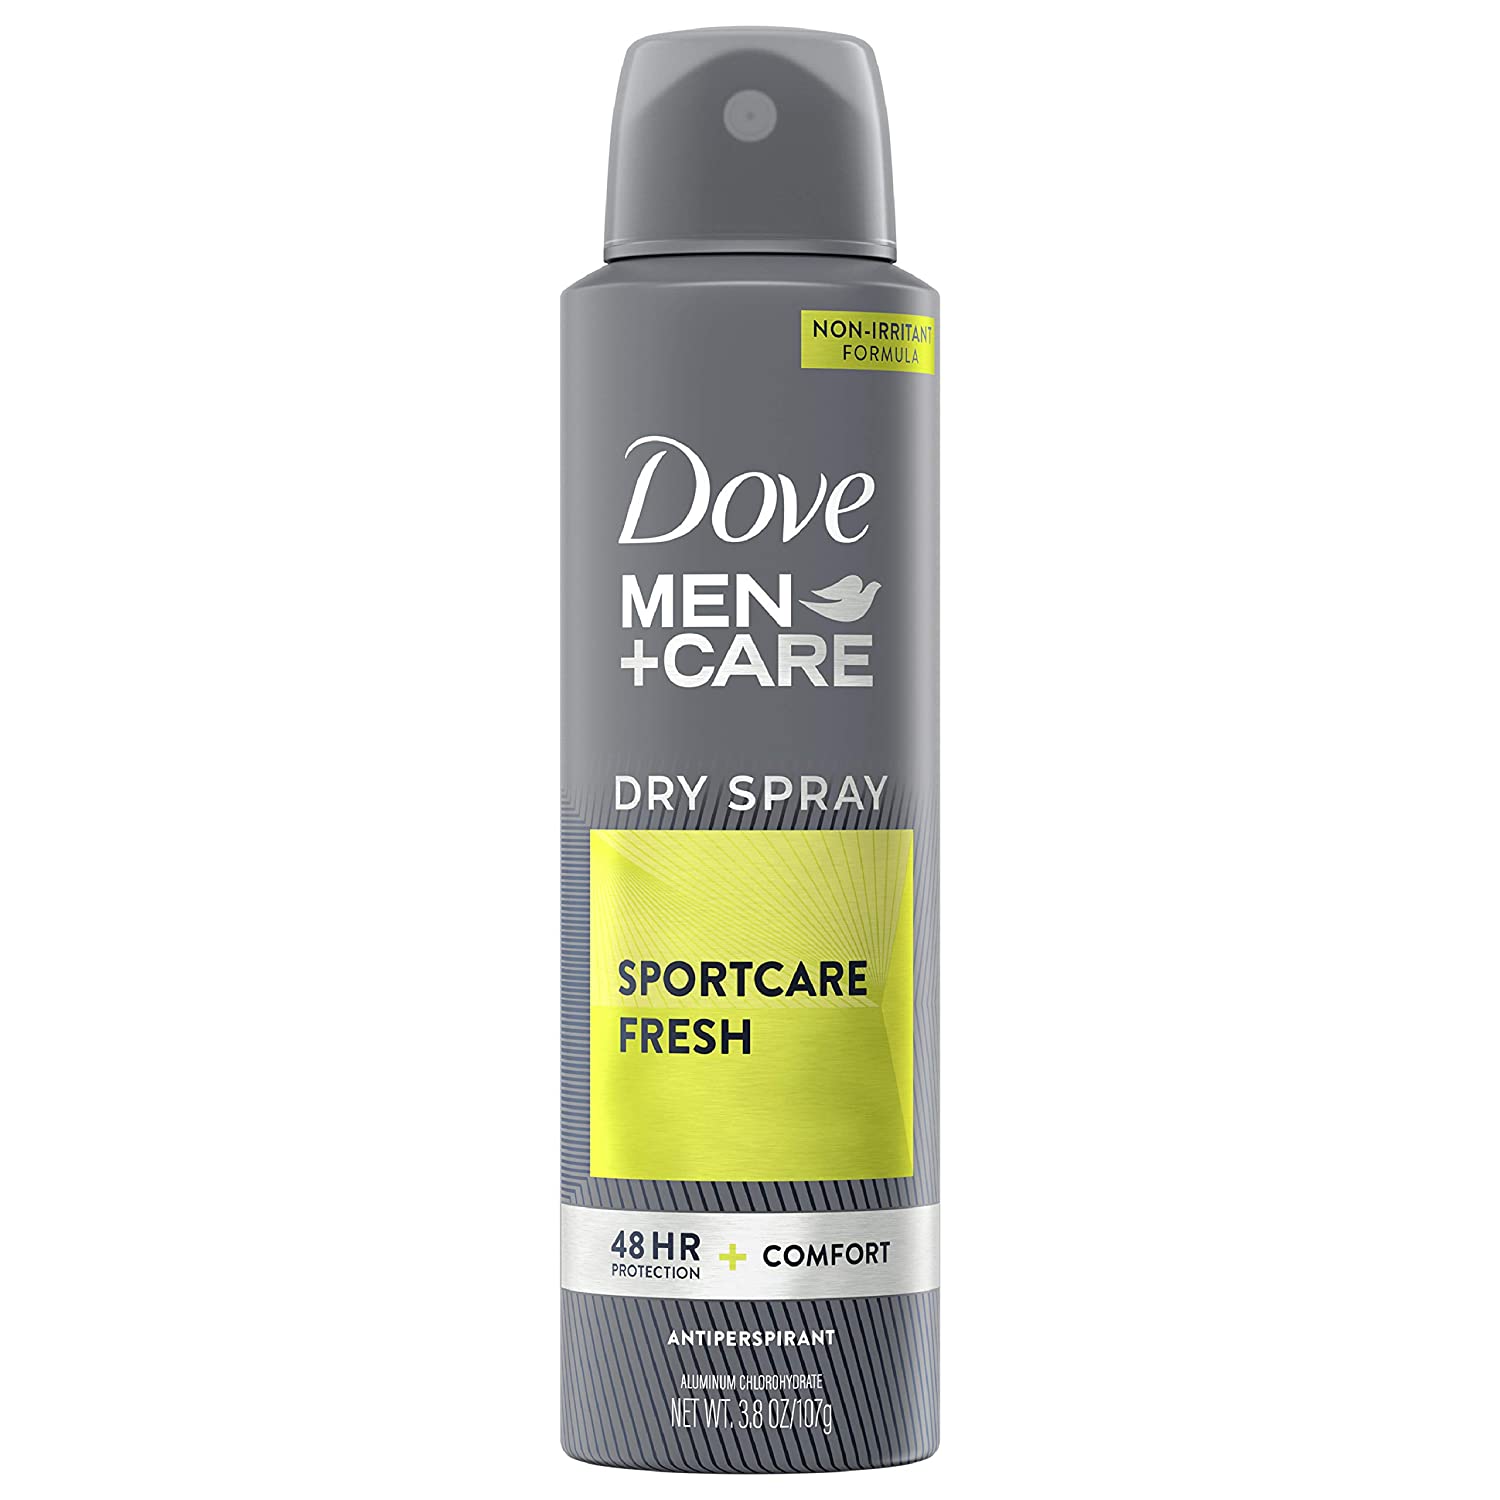 NON-IRRITANT
FORMULA
Dove
MEN
+CARE
DRY SPRAY
SPORTCARE
FRESH
48 HR + COMFORT
PROTECTION
ANTIPERSPIRANT
ALUMINUM CHLOROHYDRATE
NET WT. 3.8 OZ/107g